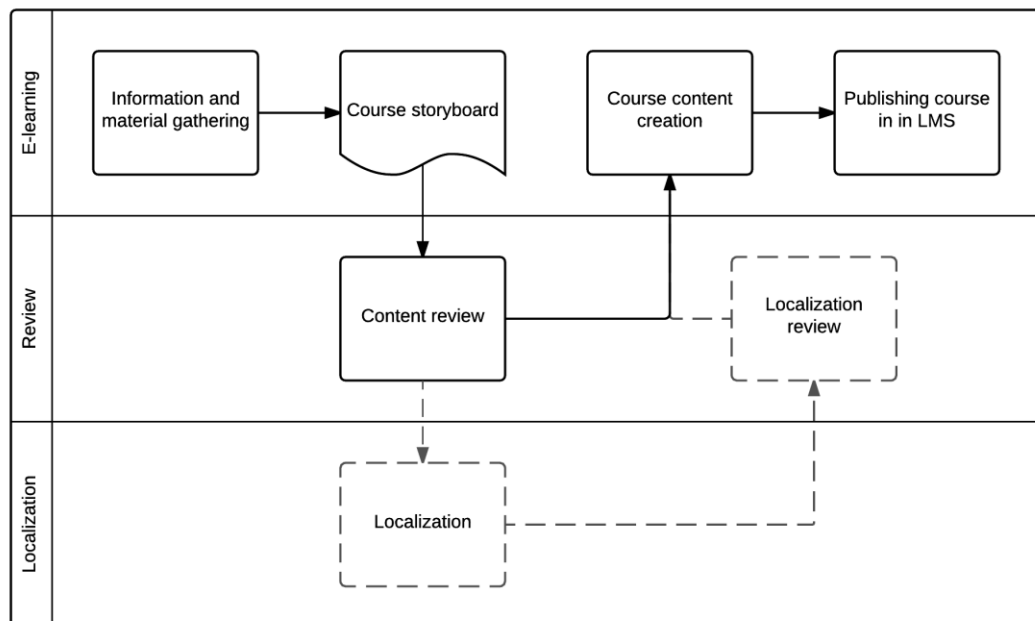 E-learning
Information and
material gathering
Course storyboard
Course content
creation
Publishing course
in in LMS
Review
Content review
Localization
review
Localization
Localization